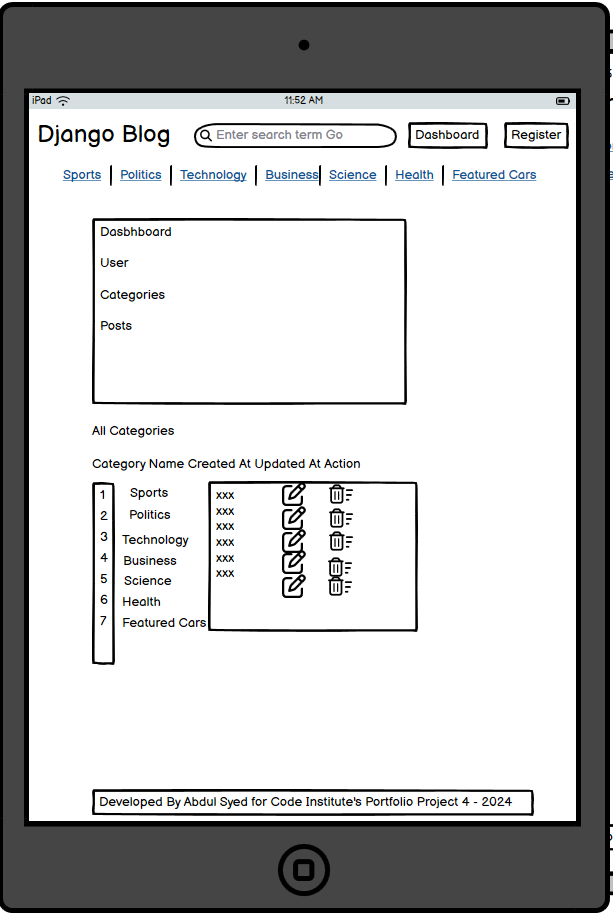 iPad 11:52 AM
Django Blog Enter search term Go Dashboard Register
Sports Politics Technology Business Science Health Featured Cars
Dasbhboard
User
Categories
Posts
All Categories
Category Name Created At Updated At Action
1 Sports xxx
2 Politics xxx
xxx
3 Technology xxx
4 Business xxx
5 Science xxx
6 Health
7 Featured Cars
Developed By Abdul Syed for Code Institute's Portfolio Project 4 - 2024